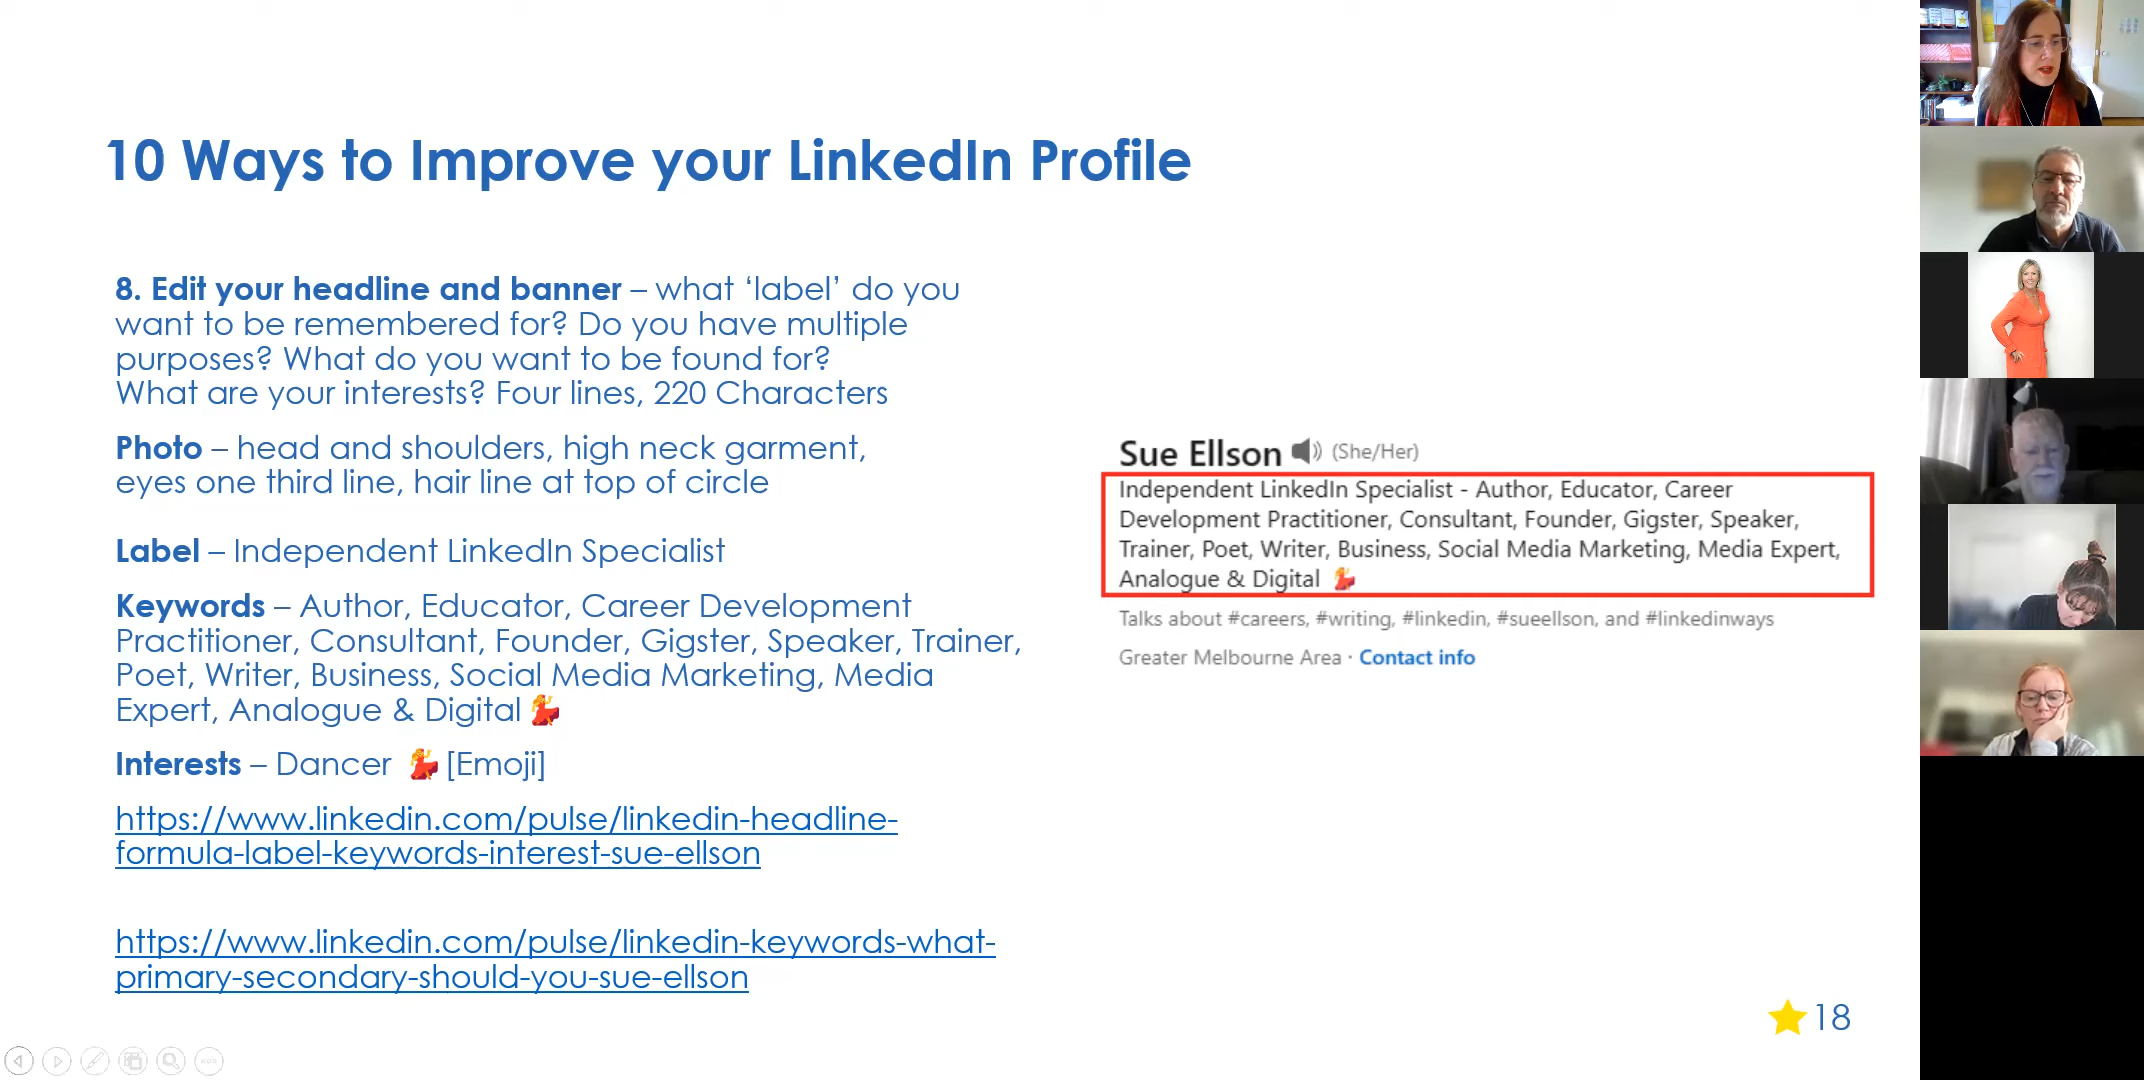 10 Ways to Improve your LinkedIn Profile
8. Edit your headline and banner – what ‘label’ do you
want to be remembered for? Do you have multiple
purposes? What do you want to be found for?
What are your interests? Four lines, 220 Characters
Photo – head and shoulders, high neck garment,
eyes one third line, hair line at top of circle
Label – Independent LinkedIn Specialist
Keywords – Author, Educator, Career Development
Practitioner, Consultant, Founder, Gigster, Speaker, Trainer,
Poet, Writer, Business, Social Media Marketing, Media
Expert, Analogue & Digital 💃
Interests – Dancer 💃 [Emoji]
https://www.linkedin.com/pulse/linkedin-headline-
formula-label-keywords-interest-sue-ellson
https://www.linkedin.com/pulse/linkedin-keywords-what-
primary-secondary-should-you-sue-ellson
Sue Ellson (She/Her)
Independent LinkedIn Specialist - Author, Educator, Career
Development Practitioner, Consultant, Founder, Gigster, Speaker,
Trainer, Poet, Writer, Business, Social Media Marketing, Media Expert,
Analogue & Digital 💃
Talks about #careers, #writing, #linkedin, #sueellson, and #linkedinways
Greater Melbourne Area · Contact info
18